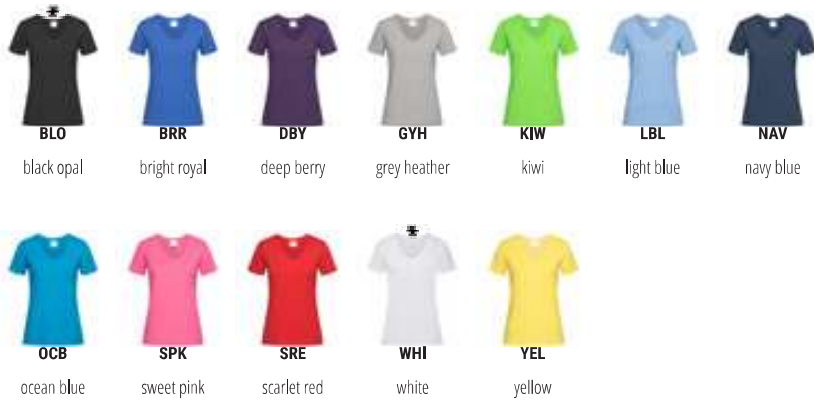 BLO BRR DBY GYH KIW LBL NAV
black opal bright royal deep berry grey heather kiwi light blue navy blue
OCB SPK SRE WHI YEL
ocean blue sweet pink scarlet red white yellow